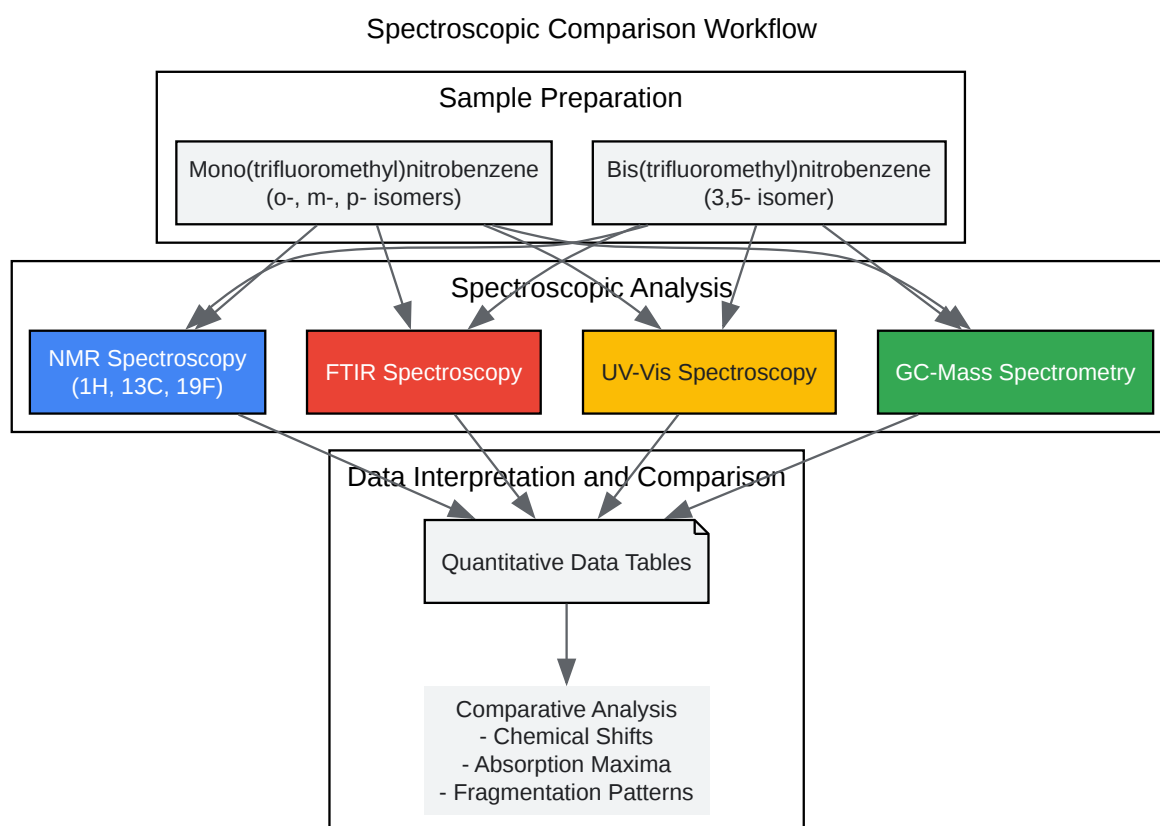 Spectroscopic Comparison Workflow
Sample Preparation
Mono(trifluoromethyl)nitrobenzene
(o-, m-, p- isomers)
Bis(trifluoromethyl)nitrobenzene
(3,5- isomer)
Spectroscopic Analysis
NMR Spectroscopy
(1H, 13C, 19F)
FTIR Spectroscopy
UV-Vis Spectroscopy
GC-Mass Spectrometry
Data Interpretation and Comparison
Quantitative Data Tables
Comparative Analysis
- Chemical Shifts
- Absorption Maxima
- Fragmentation Patterns